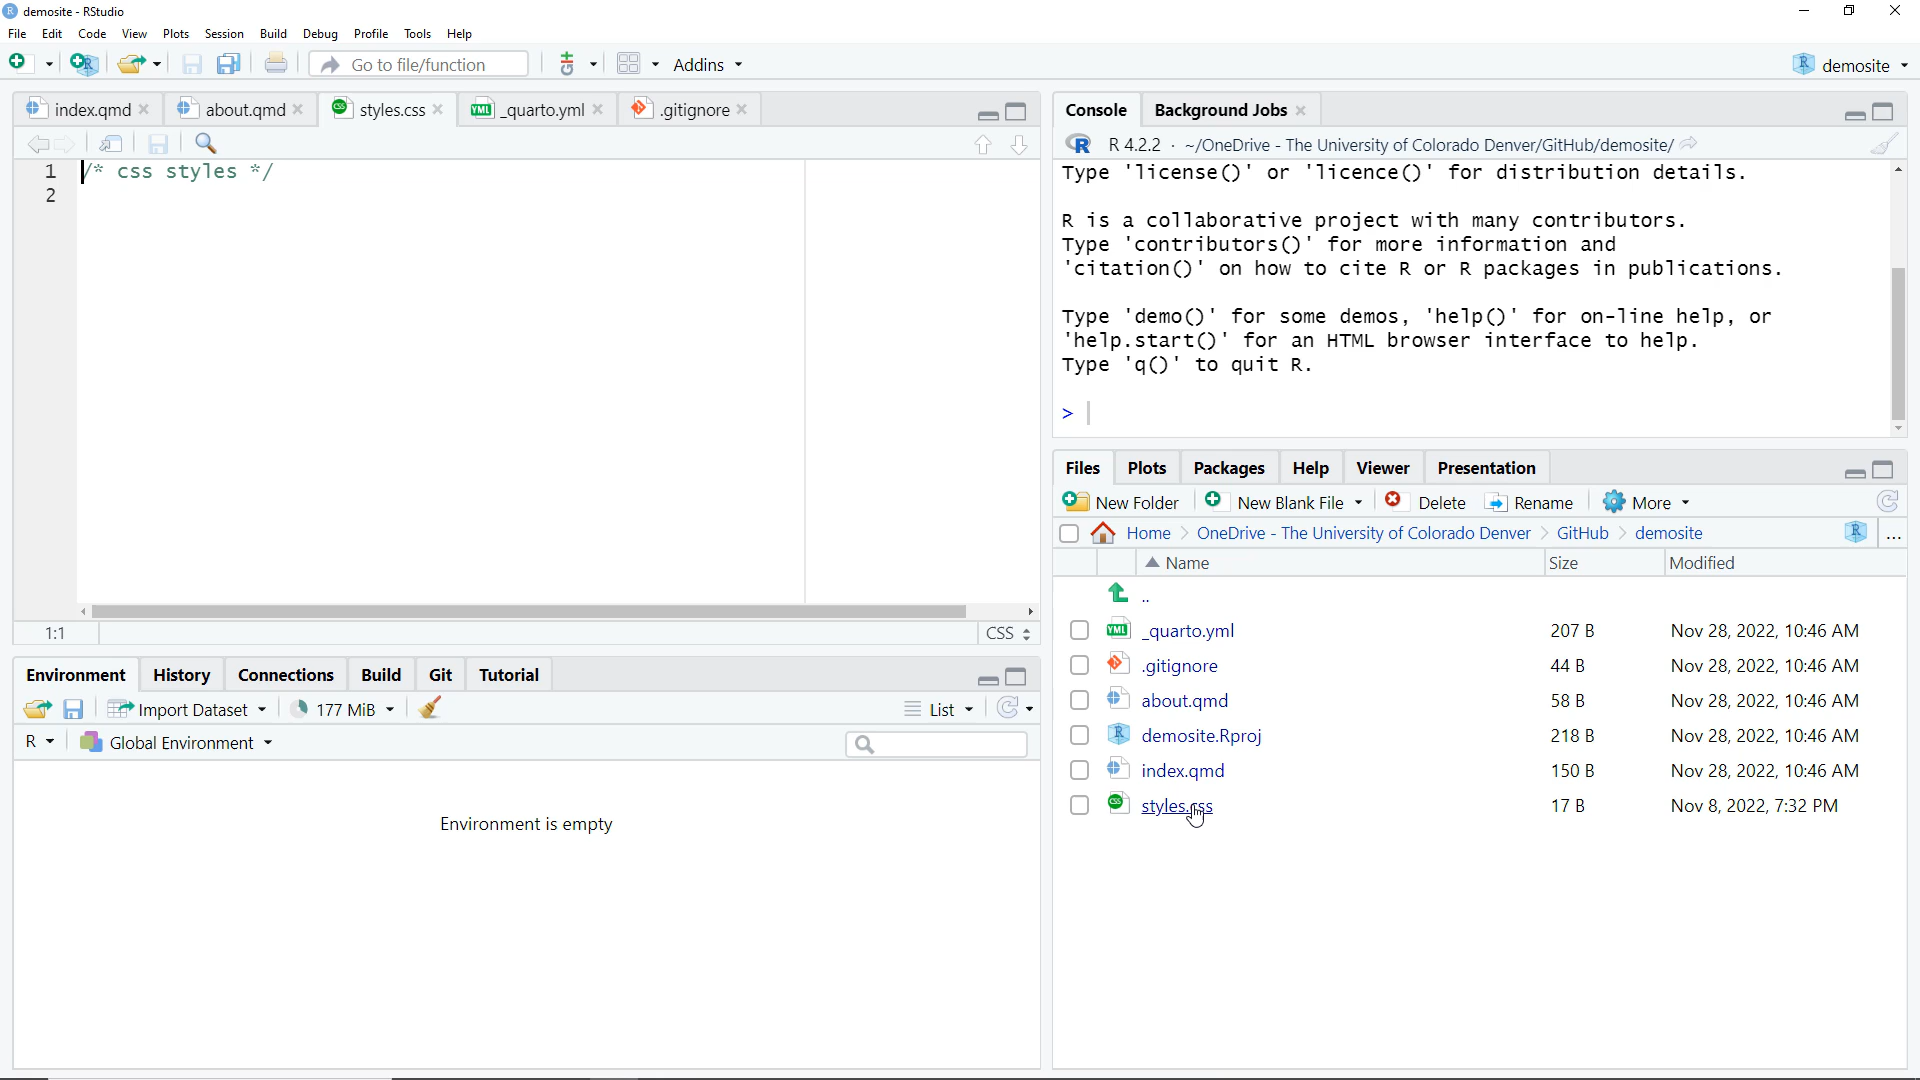 demosite - RStudio
File Edit Code View Plots Session Build Debug Profile Tools Help
Go to file/function Addins demosite
index.qmd about.qmd styles.css _quarto.yml .gitignore
1 /* css styles */
2
1:1 CSS
Environment History Connections Build Git Tutorial
Import Dataset 177 MiB List
R Global Environment
Environment is empty
Console Background Jobs
R 4.2.2 · ~/OneDrive - The University of Colorado Denver/GitHub/demosite/
Type 'license()' or 'licence()' for distribution details.
R is a collaborative project with many contributors.
Type 'contributors()' for more information and
'citation()' on how to cite R or R packages in publications.
Type 'demo()' for some demos, 'help()' for on-line help, or
'help.start()' for an HTML browser interface to help.
Type 'q()' to quit R.
>
Files Plots Packages Help Viewer Presentation
New Folder New Blank File Delete Rename More
Home OneDrive - The University of Colorado Denver GitHub demosite ...
Name Size Modified
..
_quarto.yml 207 B Nov 28, 2022, 10:46 AM
.gitignore 44 B Nov 28, 2022, 10:46 AM
about.qmd 58 B Nov 28, 2022, 10:46 AM
demosite.Rproj 218 B Nov 28, 2022, 10:46 AM
index.qmd 150 B Nov 28, 2022, 10:46 AM
styles.css 17 B Nov 8, 2022, 7:32 PM